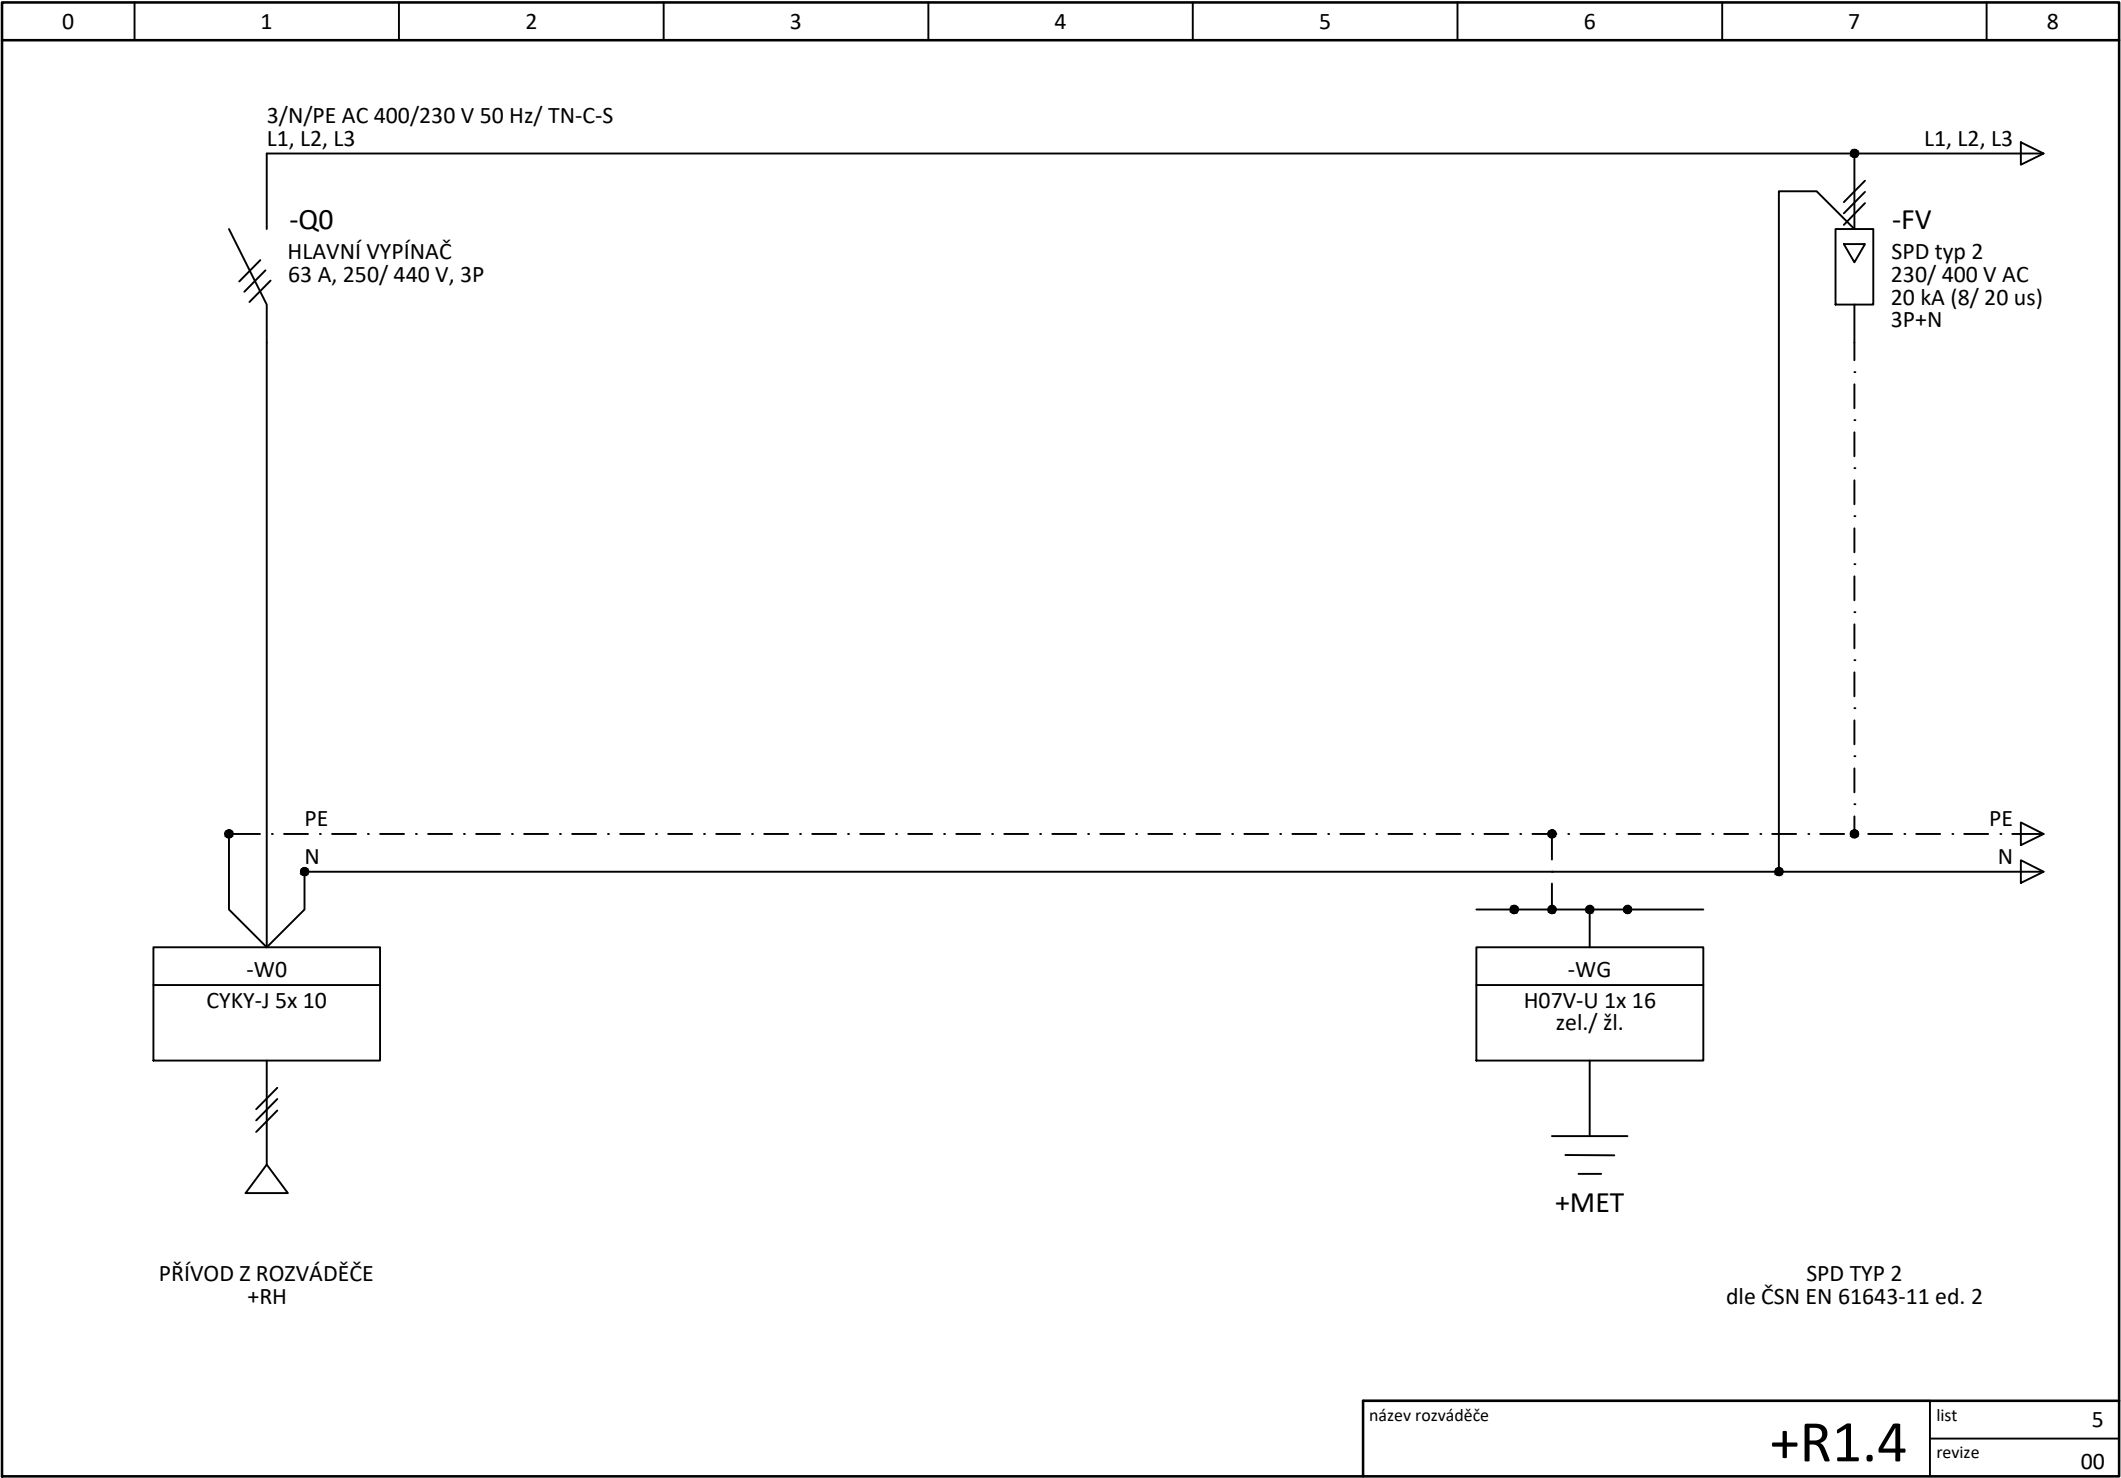 0 1 2 3 4 5 6 7 8
3/N/PE AC 400/230 V 50 Hz/ TN-C-S
L1, L2, L3
L1, L2, L3
-Q0
HLAVNÍ VYPÍNAČ
63 A, 250/ 440 V, 3P
-FV
SPD typ 2
230/ 400 V AC
20 kA (8/ 20 us)
3P+N
PE
PE
N
N
-W0
CYKY-J 5x 10
-WG
H07V-U 1x 16
zel./ žl.
+MET
PŘÍVOD Z ROZVÁDĚČE
+RH
SPD TYP 2
dle ČSN EN 61643-11 ed. 2
název rozváděče
+R1.4
list 5
revize 00